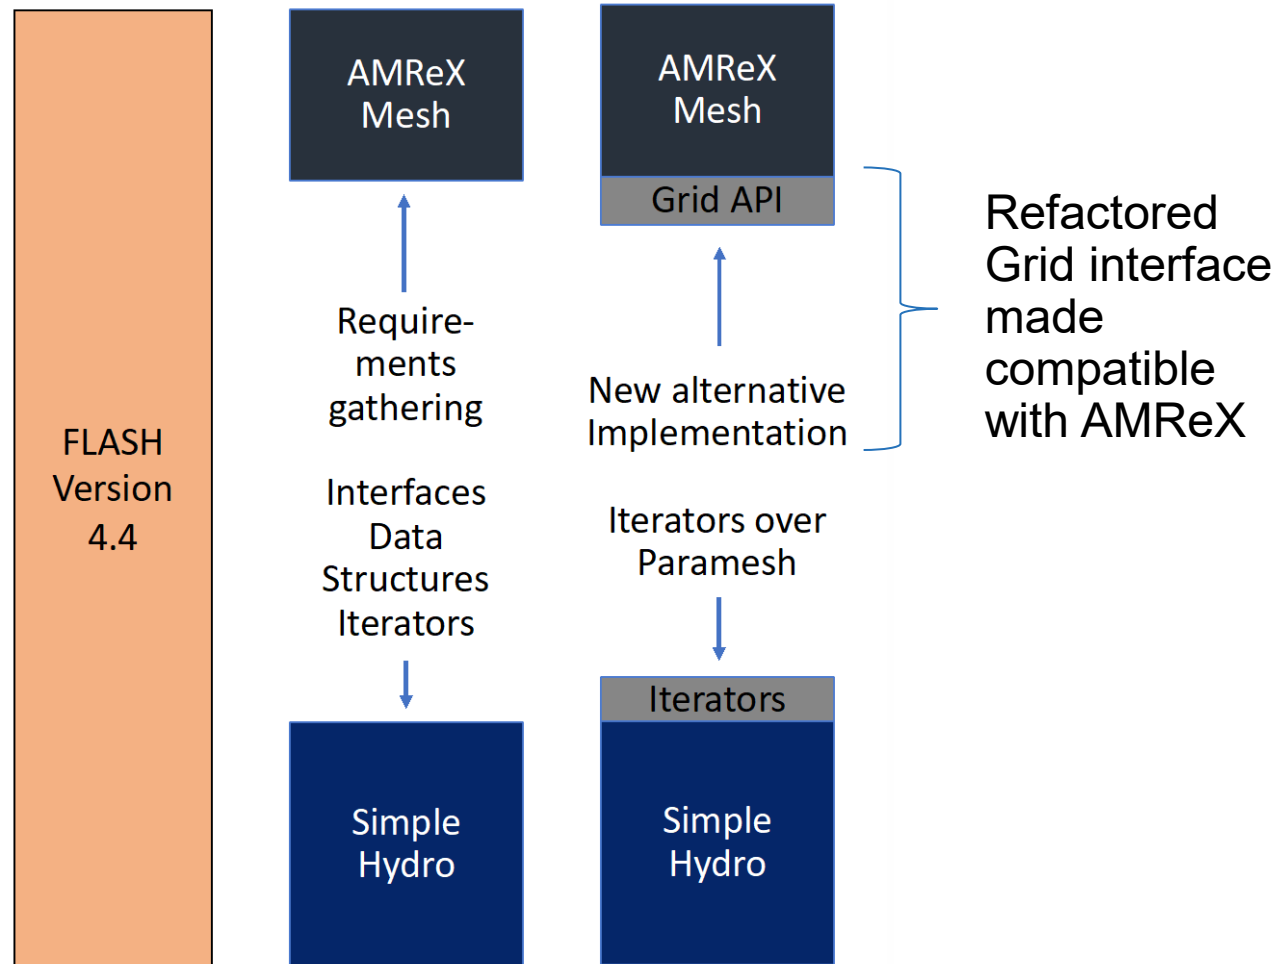 FLASH
Version
4.4
AMReX
Mesh
Require-
ments
gathering
Interfaces
Data
Structures
Iterators
Simple
Hydro
AMReX
Mesh
Grid API
New alternative
Implementation
Iterators over
Paramesh
Iterators
Simple
Hydro
Refactored
Grid interface
made
compatible
with AMReX